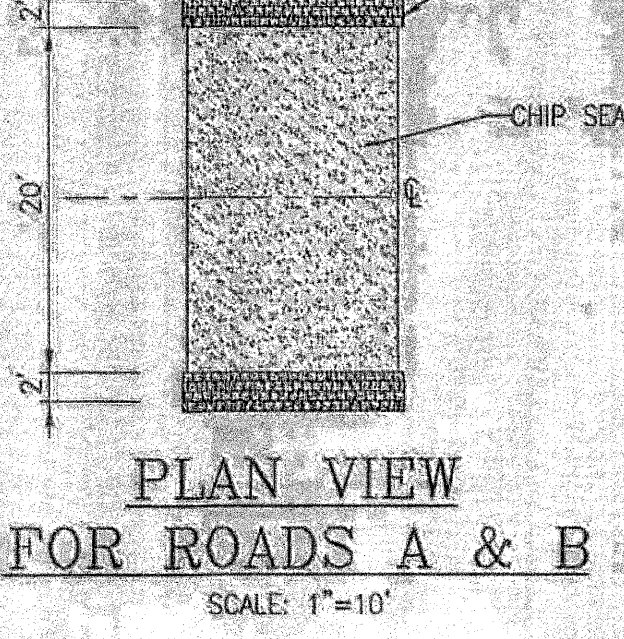 2'
CHIP SEA
20'
℄
2'
PLAN VIEW
FOR ROADS A & B
SCALE: 1"=10'